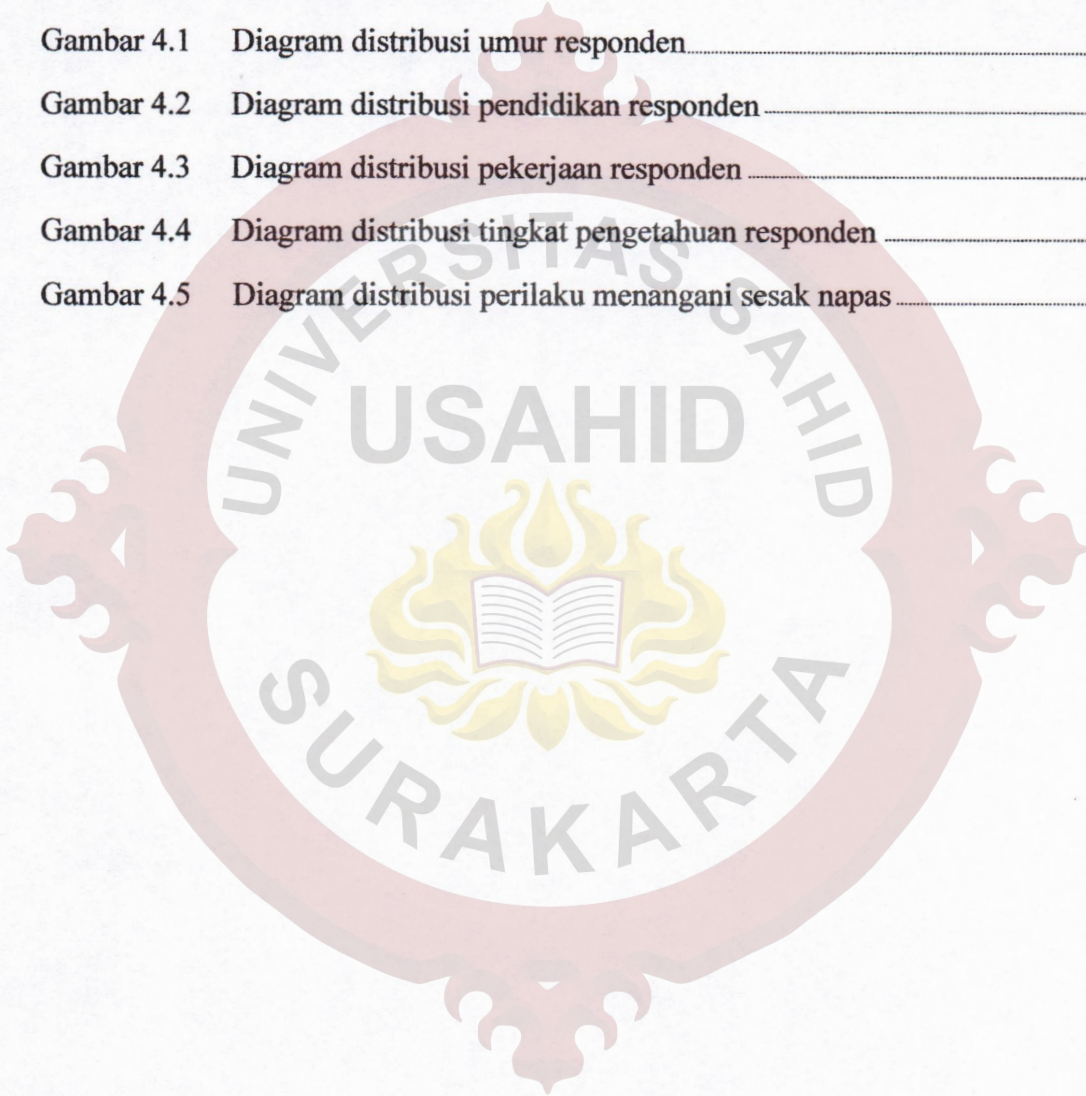 Gambar 4.1 Diagram distribusi umur responden
Gambar 4.2 Diagram distribusi pendidikan responden
Gambar 4.3 Diagram distribusi pekerjaan responden
Gambar 4.4 Diagram distribusi tingkat pengetahuan responden
Gambar 4.5 Diagram distribusi perilaku menangani sesak napas
UNIVERSITAS SAHID
USAHID
SURAKARTA